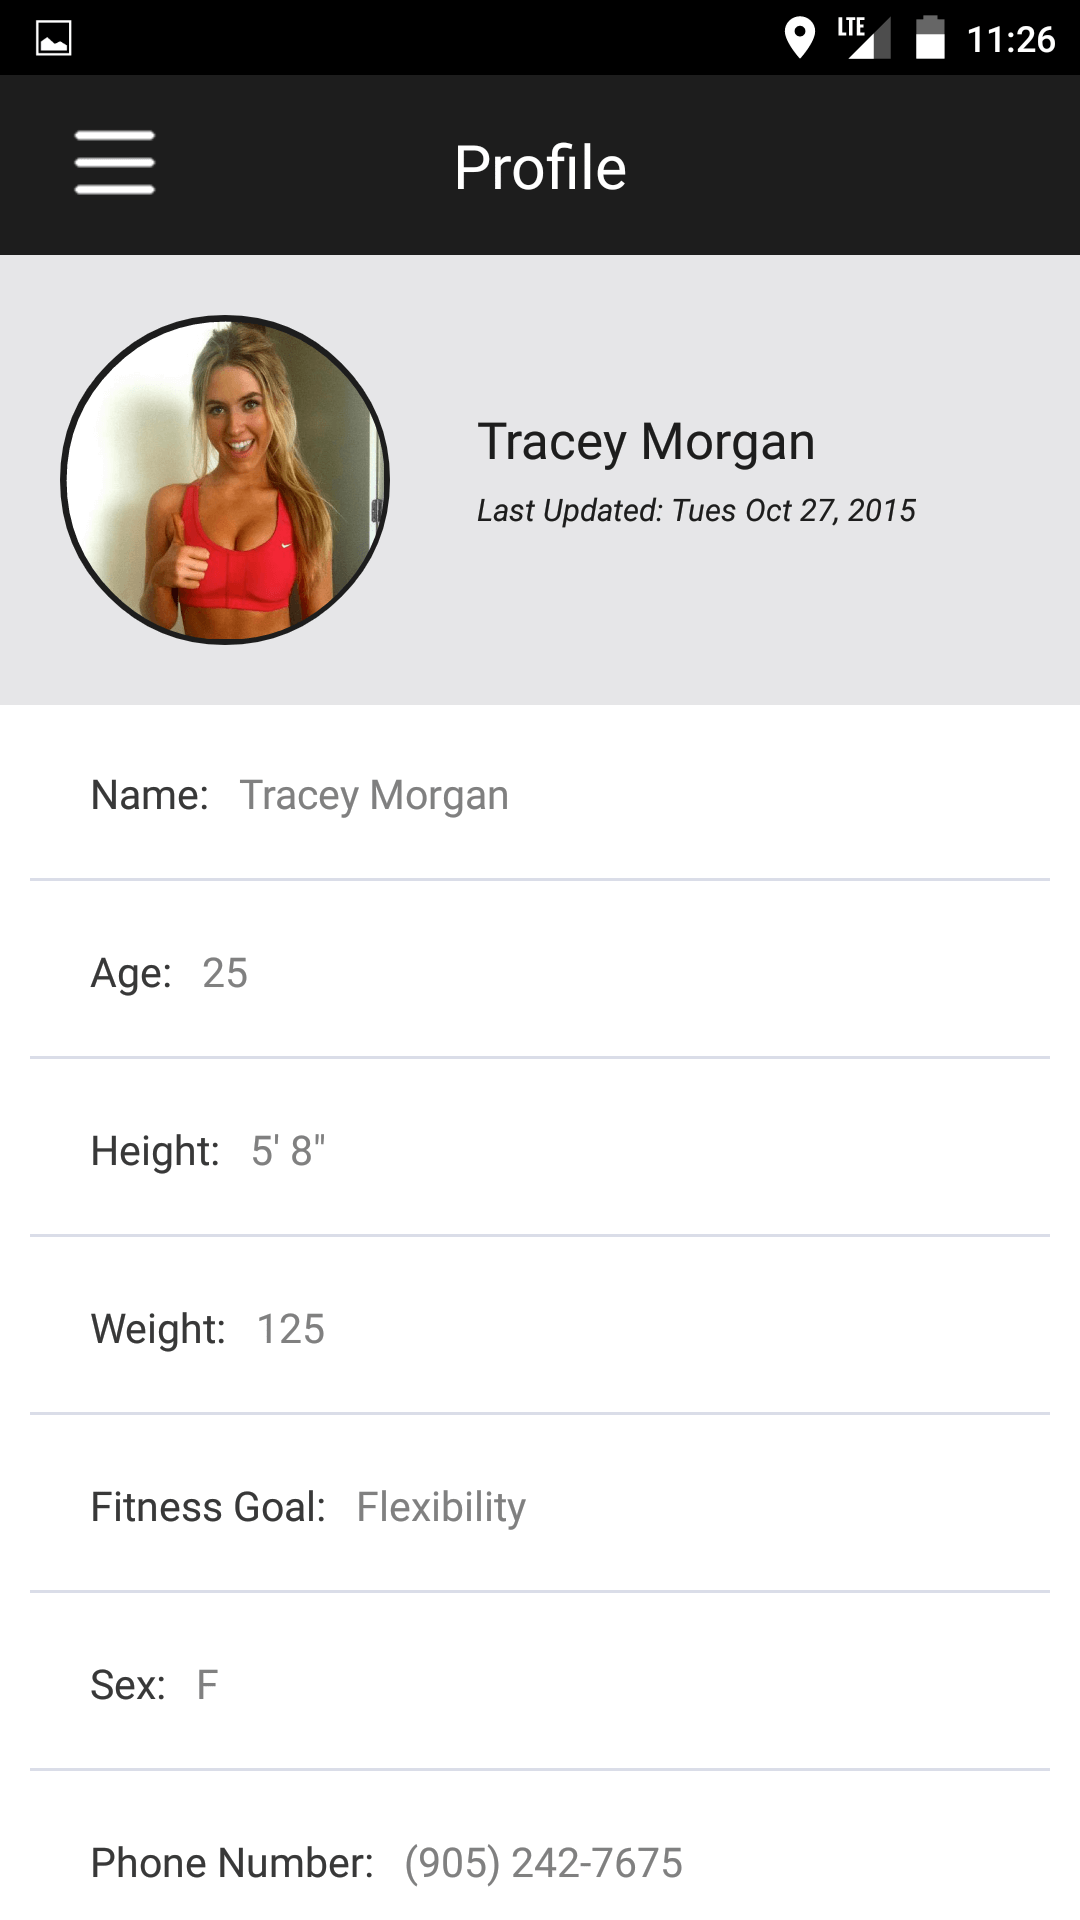 LTE 11:26
Profile
Tracey Morgan
Last Updated: Tues Oct 27, 2015
Name: Tracey Morgan
Age: 25
Height: 5' 8"
Weight: 125
Fitness Goal: Flexibility
Sex: F
Phone Number: (905) 242-7675